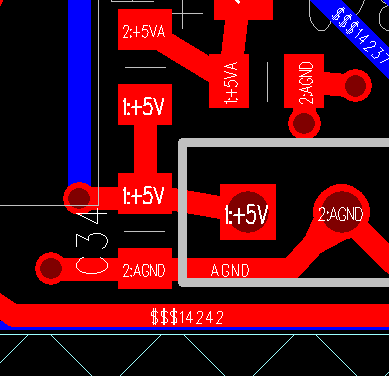 2:+5VA
1:+5VA
2:AGND
$$$14237
1:+5V
1:+5V
1:+5V
2:AGND
C34
2:AGND
AGND
$$$14242